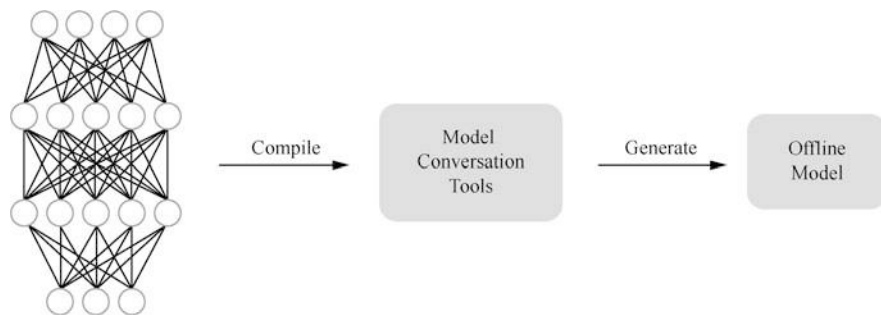 Compile
Model
Conversation
Tools
Generate
Offline
Model